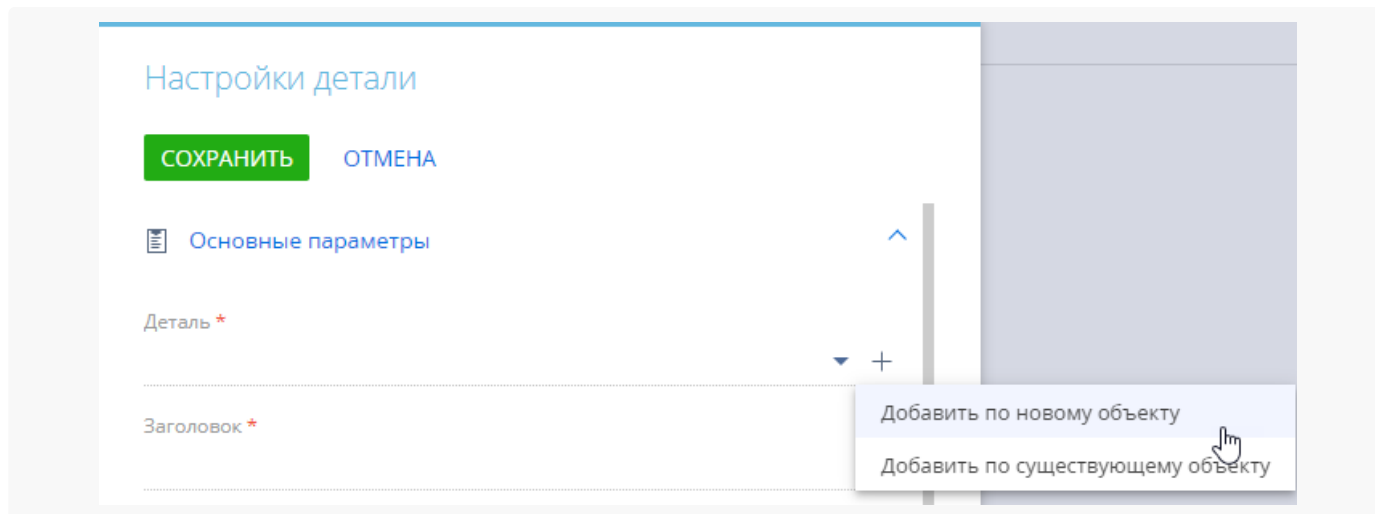 Настройки детали
СОХРАНИТЬ ОТМЕНА
Основные параметры
Деталь *
Добавить по новому объекту
Заголовок *
Добавить по существующему объекту